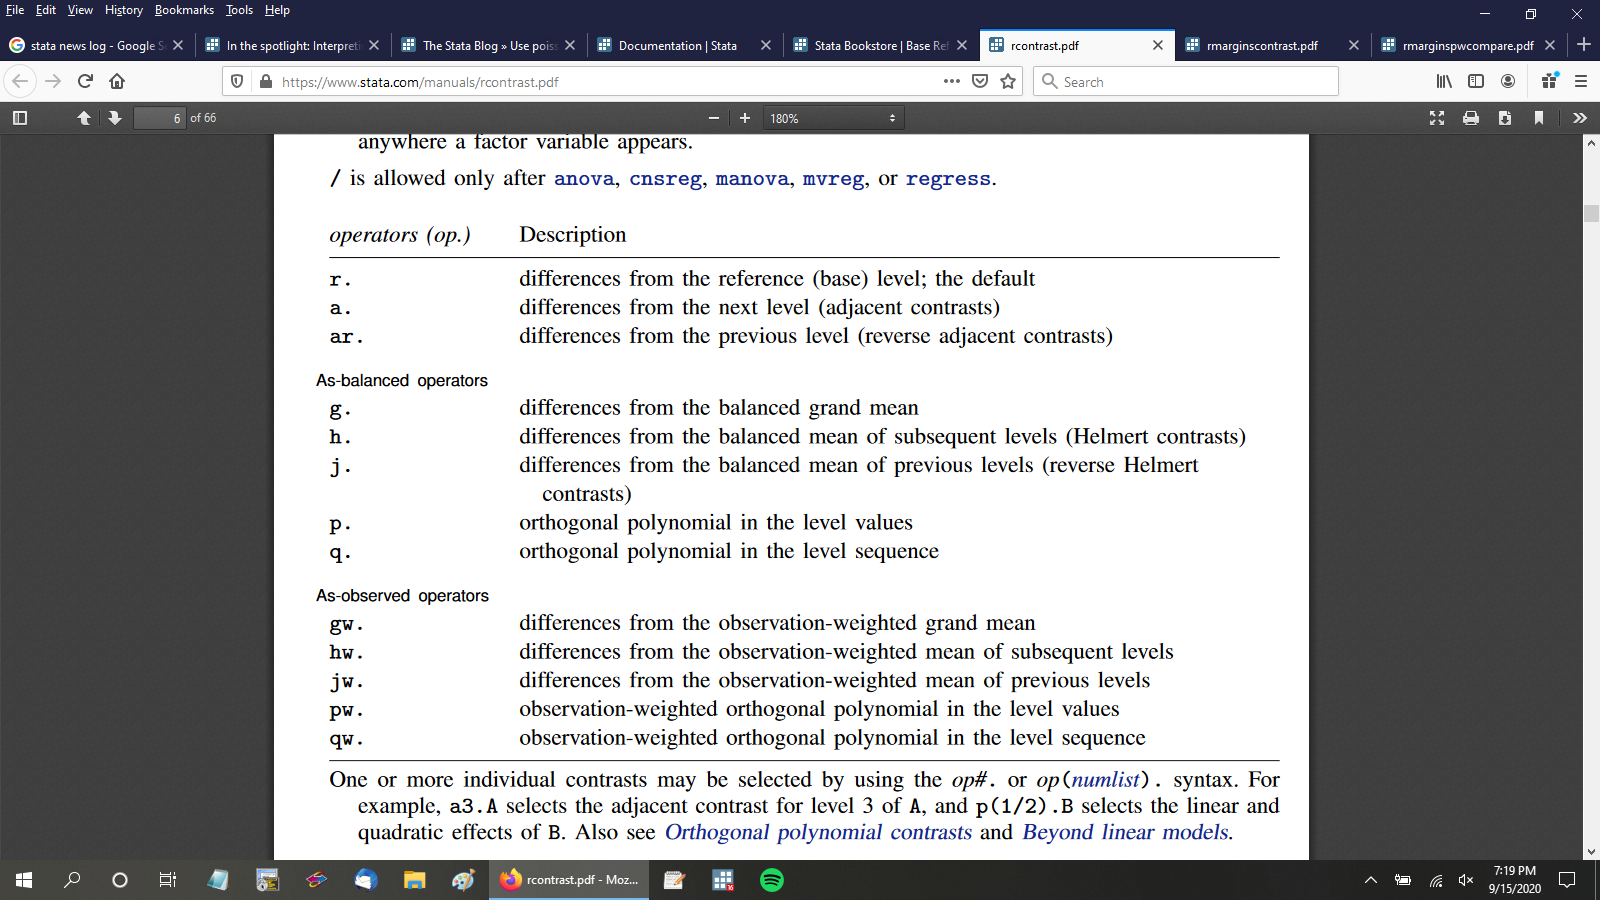 File Edit View History Bookmarks Tools Help
stata news log - Google S
In the spotlight: Interpreti
The Stata Blog » Use pois
Documentation | Stata
Stata Bookstore | Base Ref
rcontrast.pdf
rmarginscontrast.pdf
rmarginspwcompare.pdf
https://www.stata.com/manuals/rcontrast.pdf
Search
6 of 66
180%
anywhere a factor variable appears.
/ is allowed only after anova, cnsreg, manova, mvreg, or regress.
operators (op.) Description
r. differences from the reference (base) level; the default
a. differences from the next level (adjacent contrasts)
ar. differences from the previous level (reverse adjacent contrasts)
As-balanced operators
g. differences from the balanced grand mean
h. differences from the balanced mean of subsequent levels (Helmert contrasts)
j. differences from the balanced mean of previous levels (reverse Helmert
contrasts)
p. orthogonal polynomial in the level values
q. orthogonal polynomial in the level sequence
As-observed operators
gw. differences from the observation-weighted grand mean
hw. differences from the observation-weighted mean of subsequent levels
jw. differences from the observation-weighted mean of previous levels
pw. observation-weighted orthogonal polynomial in the level values
qw. observation-weighted orthogonal polynomial in the level sequence
One or more individual contrasts may be selected by using the op#. or op(numlist). syntax. For
example, a3.A selects the adjacent contrast for level 3 of A, and p(1/2).B selects the linear and
quadratic effects of B. Also see Orthogonal polynomial contrasts and Beyond linear models.
rcontrast.pdf - Moz...
16
7:19 PM
9/15/2020